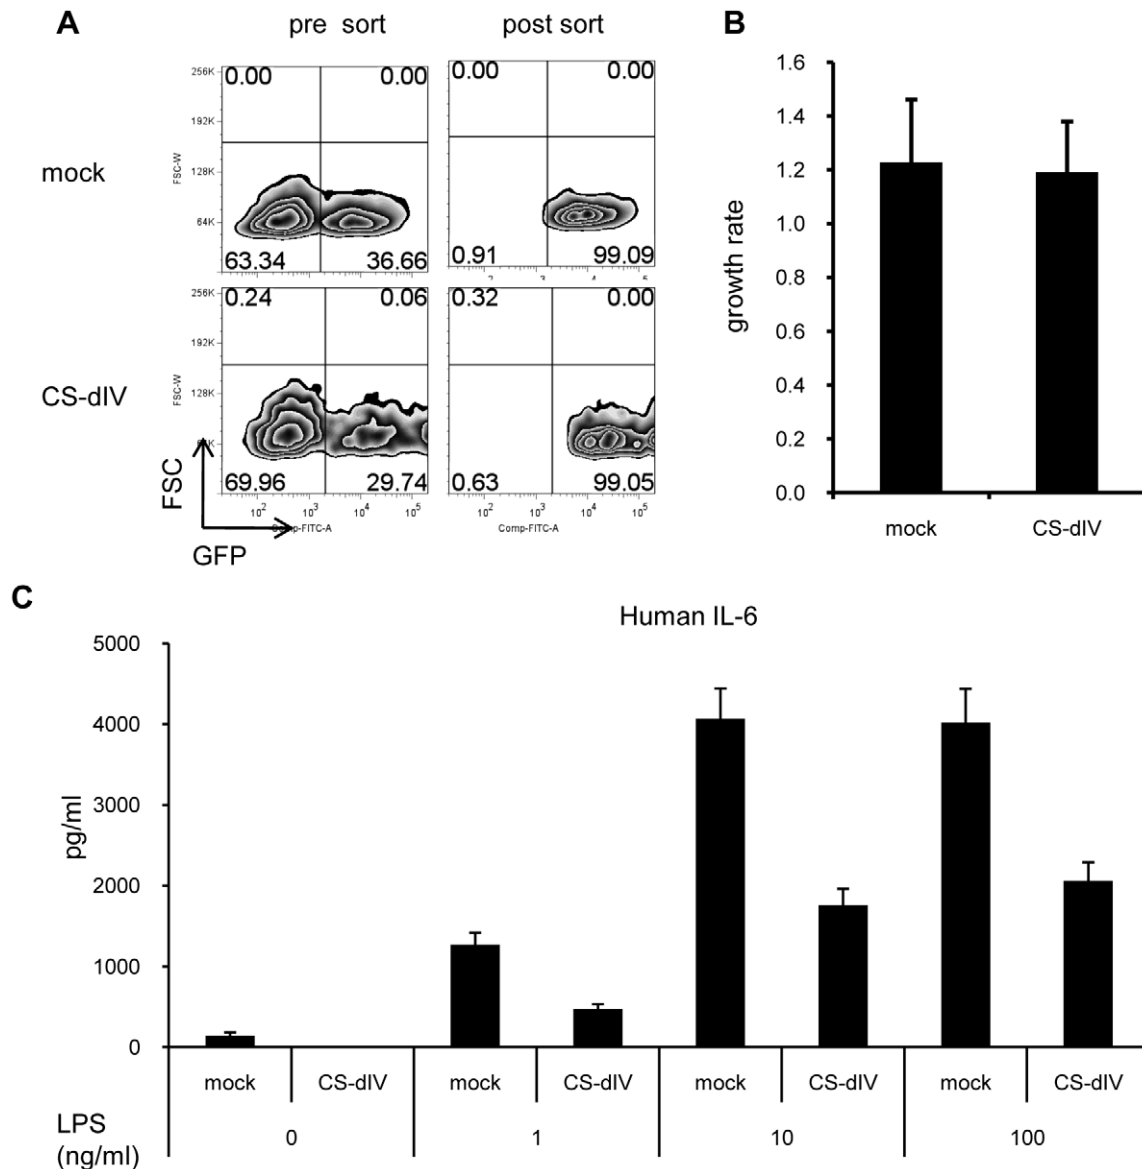 A
pre sort
post sort
B
mock
256K
192K
128K
64K
FSC-W
0.00
0.00
63.34
36.66
0.00
0.00
0.91
99.09
2
3
4
5
CS-dIV
256K
192K
128K
FSC-W
0.24
0.06
69.96
29.74
0.32
0.00
0.63
99.05
10²
10³
10⁴
10⁵
10²
10³
10⁴
10⁵
Comp-FITC-A
FSC
GFP
growth rate
1.6
1.4
1.2
1.0
0.8
0.6
0.4
0.2
0.0
mock
CS-dIV
C
Human IL-6
pg/ml
5000
4000
3000
2000
1000
0
mock
CS-dIV
mock
CS-dIV
mock
CS-dIV
mock
CS-dIV
LPS
(ng/ml)
0
1
10
100